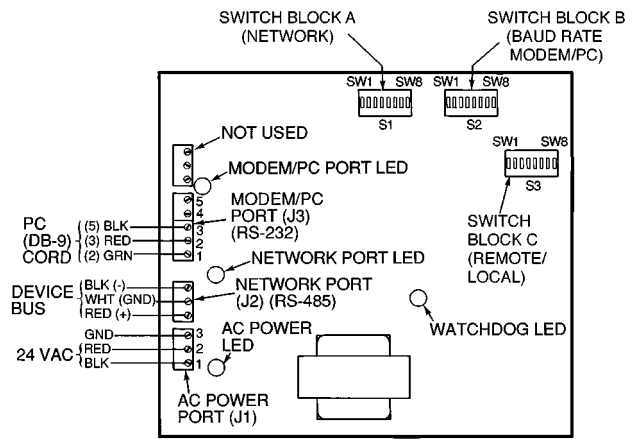 SWITCH BLOCK A
(NETWORK)
SWITCH BLOCK B
(BAUD RATE
MODEM/PC)
SW1 SW8
S1
SW1 SW8
S2
SW1 SW8
S3
NOT USED
MODEM/PC PORT LED
5
4
3
2
1
MODEM/PC
PORT (J3)
(RS-232)
PC
(DB-9)
CORD
(5) BLK
(3) RED
(2) GRN
SWITCH
BLOCK C
(REMOTE/
LOCAL)
NETWORK PORT LED
DEVICE
BUS
BLK (-)
WHT (GND)
RED (+)
NETWORK PORT
(J2) (RS-485)
AC POWER
LED
WATCHDOG LED
24 VAC
GND
RED
BLK
3
2
1
AC POWER
PORT (J1)